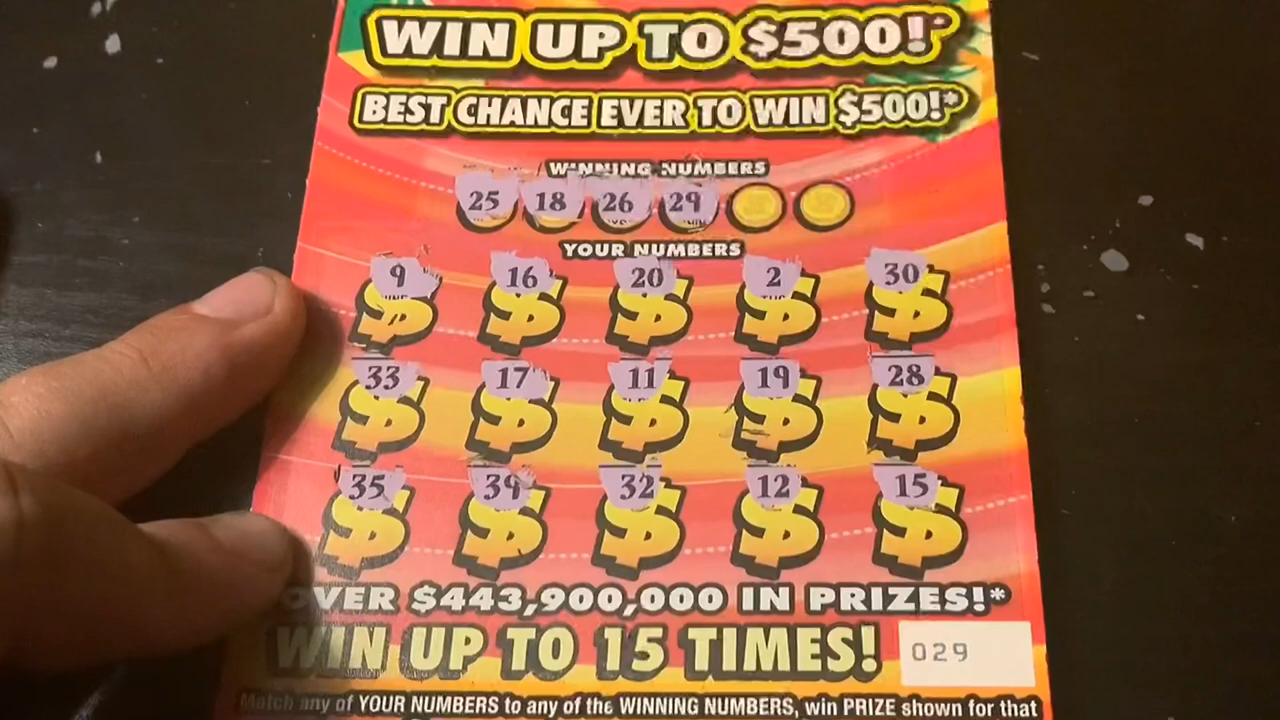 WIN UP TO $500!*
BEST CHANCE EVER TO WIN $500!*
WINNING NUMBERS
25 18 26 29
YOUR NUMBERS
9 16 20 2 30
33 17 11 19 28
35 39 32 12 15
OVER $443,900,000 IN PRIZES!*
WIN UP TO 15 TIMES!
029
Match any of YOUR NUMBERS to any of the WINNING NUMBERS, win PRIZE shown for that